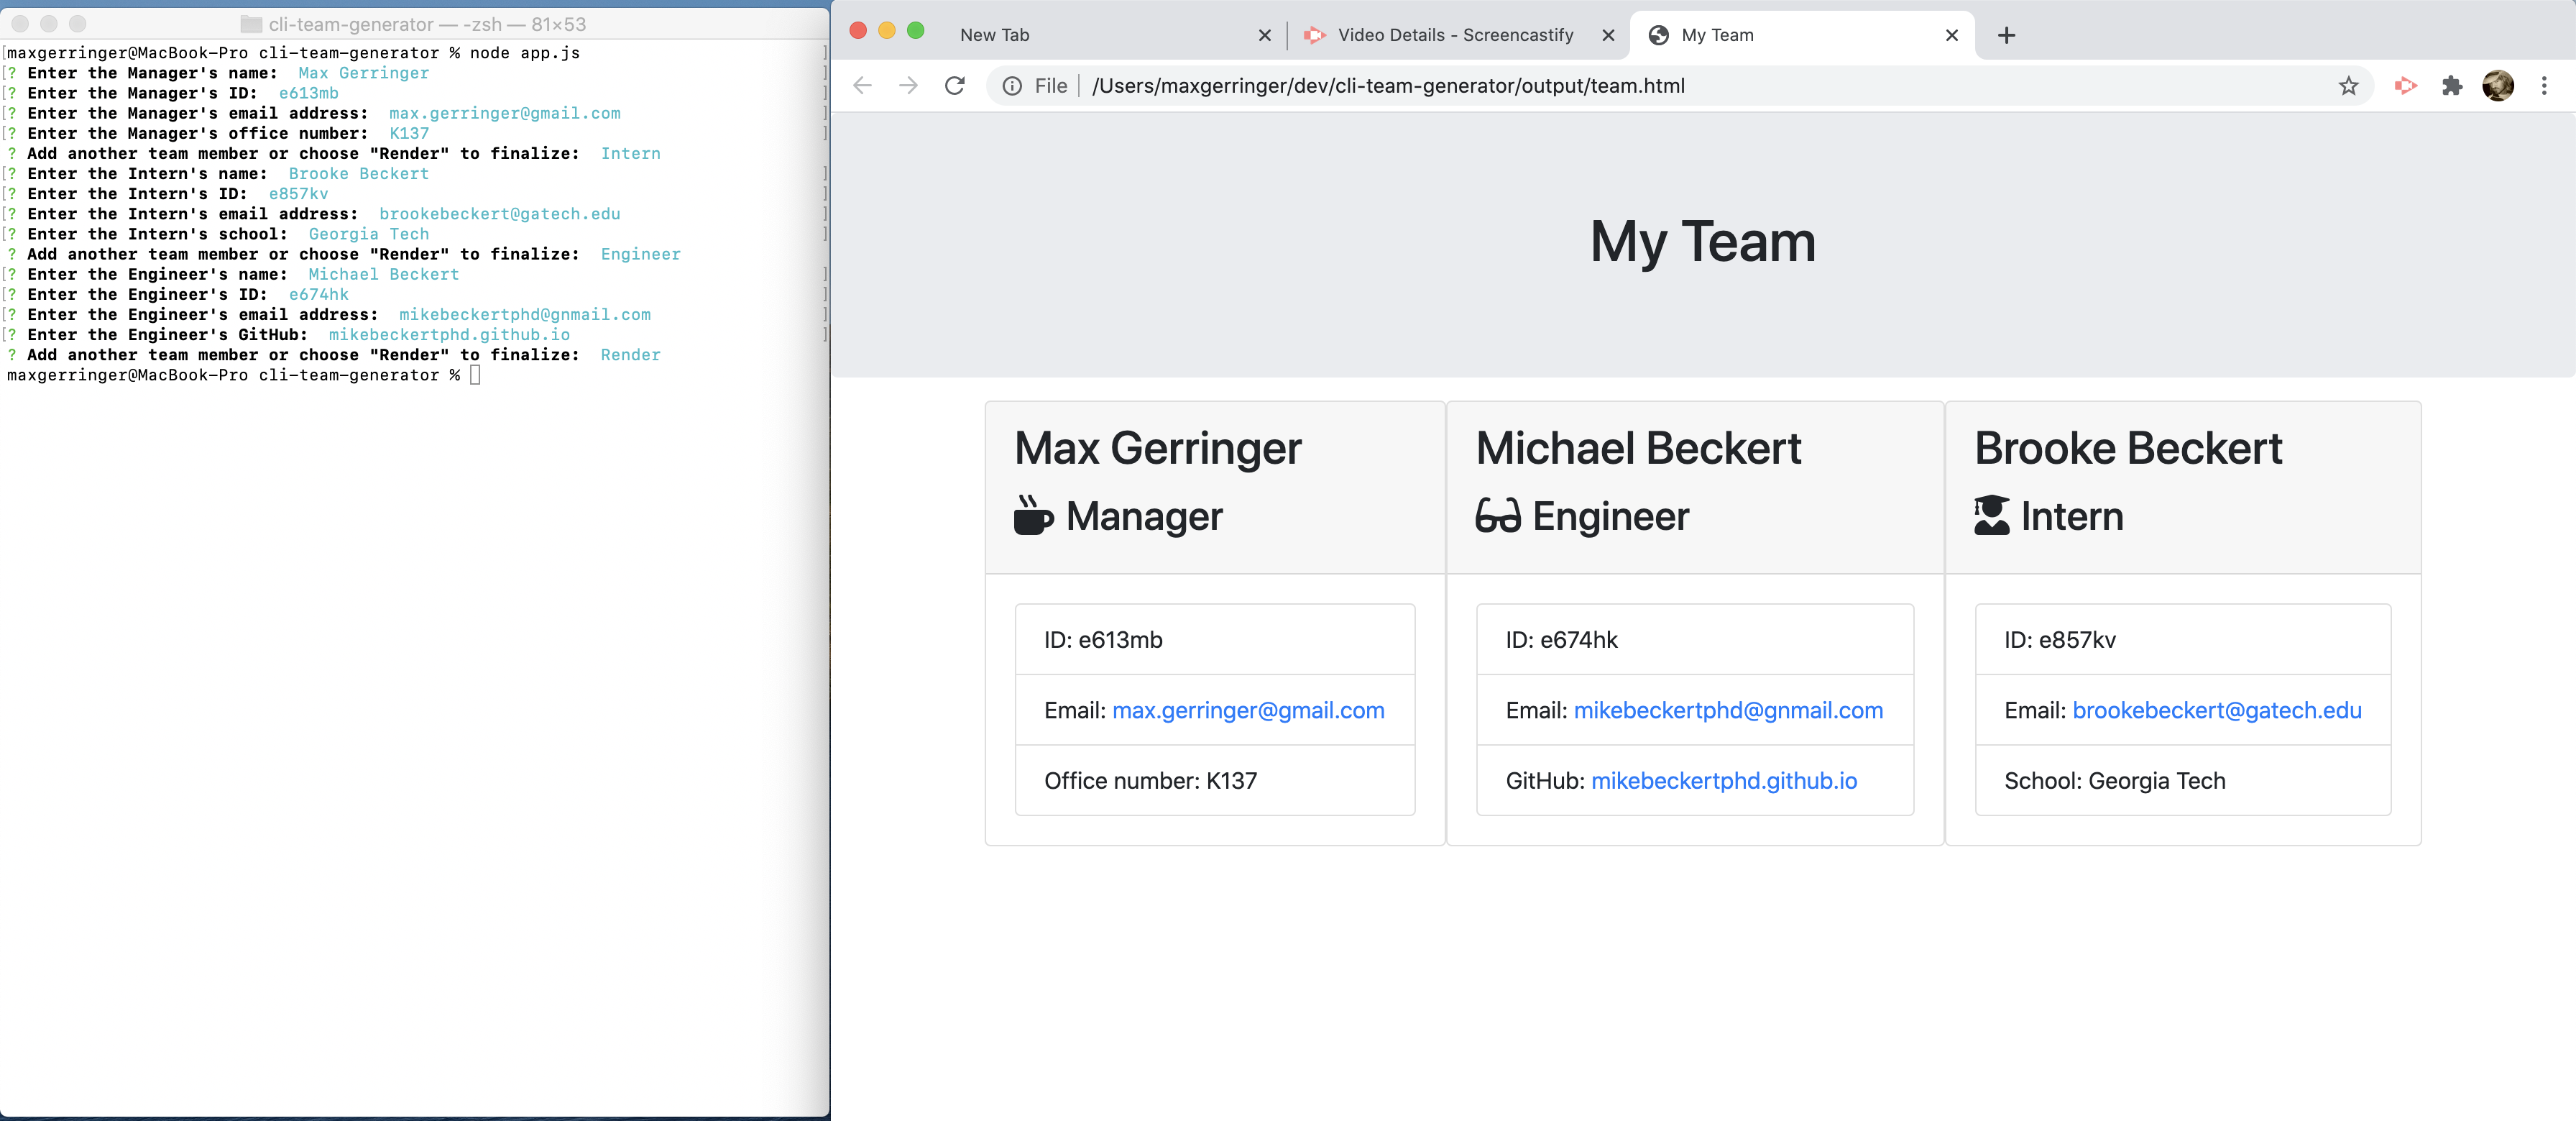 cli-team-generator — -zsh — 81×53
[maxgerringer@MacBook-Pro cli-team-generator % node app.js ]
[? Enter the Manager's name: Max Gerringer ]
[? Enter the Manager's ID: e613mb ]
[? Enter the Manager's email address: max.gerringer@gmail.com ]
[? Enter the Manager's office number: K137 ]
? Add another team member or choose "Render" to finalize: Intern
[? Enter the Intern's name: Brooke Beckert ]
[? Enter the Intern's ID: e857kv ]
[? Enter the Intern's email address: brookebeckert@gatech.edu ]
[? Enter the Intern's school: Georgia Tech ]
? Add another team member or choose "Render" to finalize: Engineer
[? Enter the Engineer's name: Michael Beckert ]
[? Enter the Engineer's ID: e674hk ]
[? Enter the Engineer's email address: mikebeckertphd@gnmail.com ]
[? Enter the Engineer's GitHub: mikebeckertphd.github.io ]
? Add another team member or choose "Render" to finalize: Render
maxgerringer@MacBook-Pro cli-team-generator %
New Tab
Video Details - Screencastify
My Team
File | /Users/maxgerringer/dev/cli-team-generator/output/team.html
My Team
Max Gerringer
Manager
ID: e613mb
Email: max.gerringer@gmail.com
Office number: K137
Michael Beckert
Engineer
ID: e674hk
Email: mikebeckertphd@gnmail.com
GitHub: mikebeckertphd.github.io
Brooke Beckert
Intern
ID: e857kv
Email: brookebeckert@gatech.edu
School: Georgia Tech